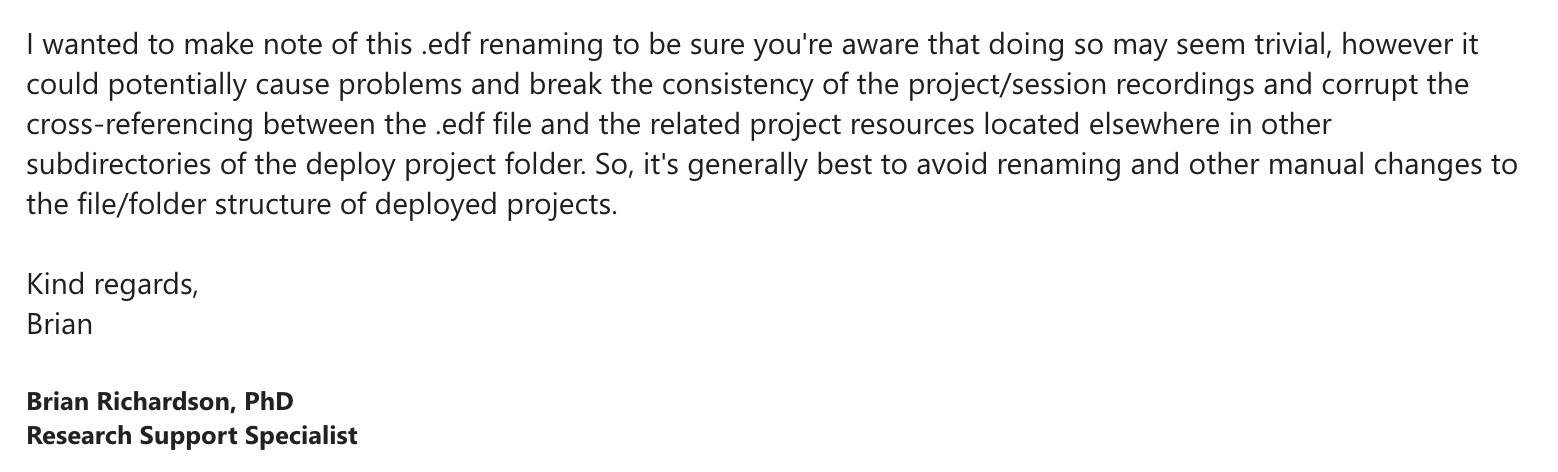 I wanted to make note of this .edf renaming to be sure you're aware that doing so may seem trivial, however it
could potentially cause problems and break the consistency of the project/session recordings and corrupt the
cross-referencing between the .edf file and the related project resources located elsewhere in other
subdirectories of the deploy project folder. So, it's generally best to avoid renaming and other manual changes to
the file/folder structure of deployed projects.
Kind regards,
Brian
Brian Richardson, PhD
Research Support Specialist